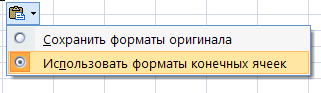 Сохранить форматы оригинала
Использовать форматы конечных ячеек